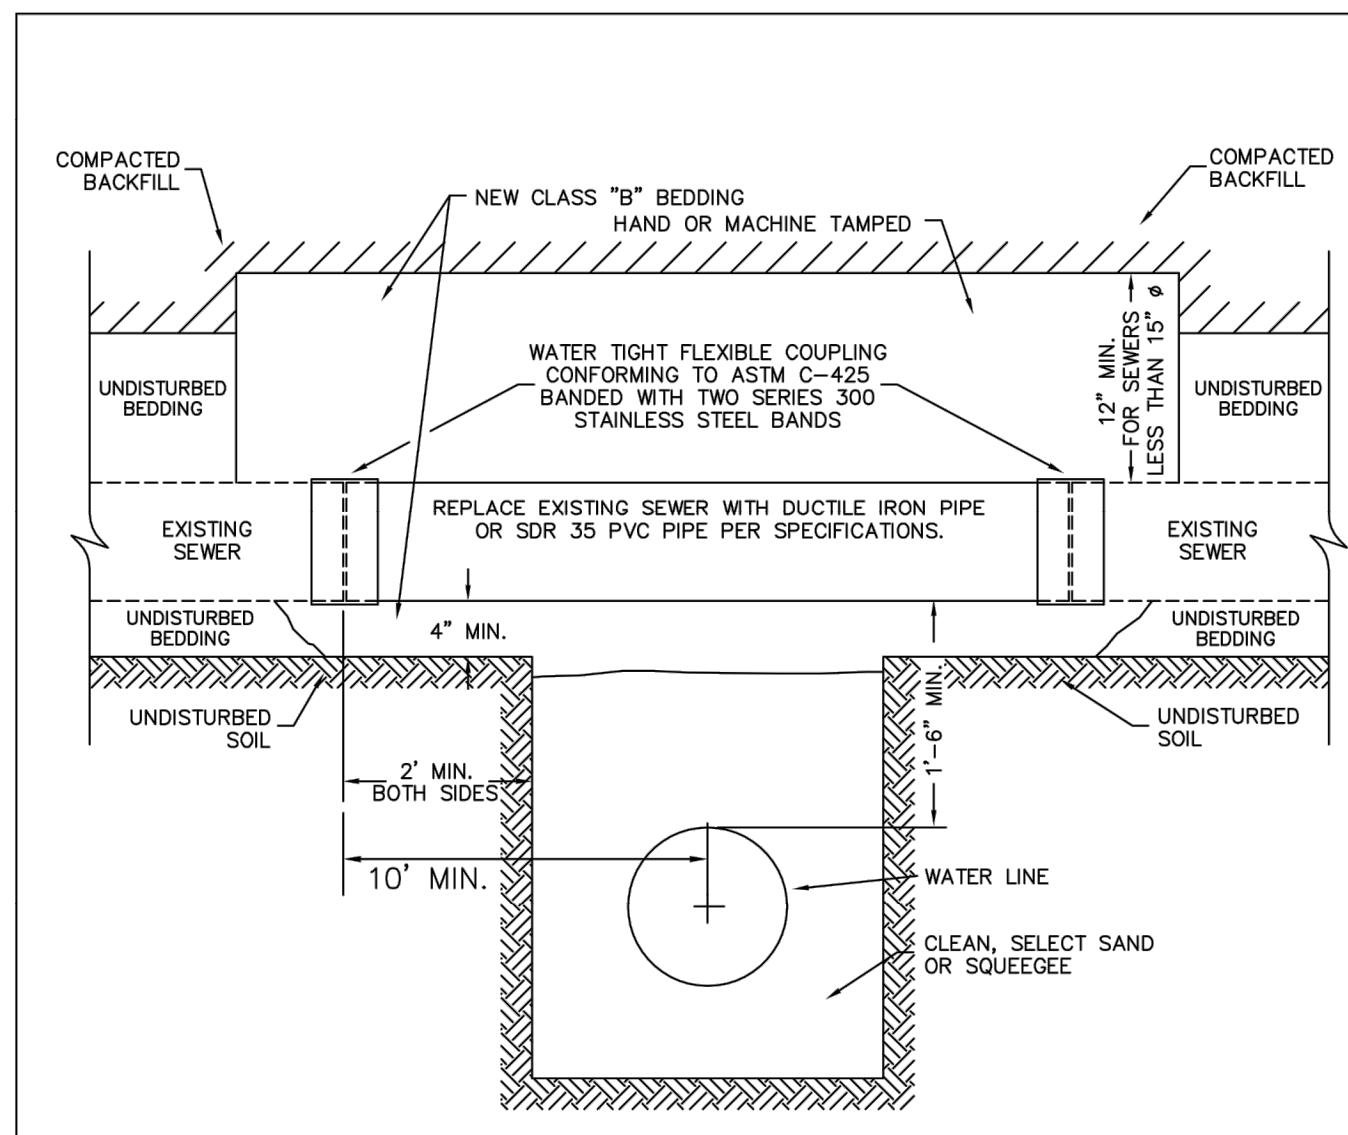 COMPACTED
BACKFILL
COMPACTED
BACKFILL
NEW CLASS "B" BEDDING
HAND OR MACHINE TAMPED
12" MIN.
FOR SEWERS
LESS THAN 15" ø
WATER TIGHT FLEXIBLE COUPLING
CONFORMING TO ASTM C-425
BANDED WITH TWO SERIES 300
STAINLESS STEEL BANDS
UNDISTURBED
BEDDING
UNDISTURBED
BEDDING
REPLACE EXISTING SEWER WITH DUCTILE IRON PIPE
OR SDR 35 PVC PIPE PER SPECIFICATIONS.
EXISTING
SEWER
EXISTING
SEWER
UNDISTURBED
BEDDING
4" MIN.
UNDISTURBED
BEDDING
1'-6" MIN.
UNDISTURBED
SOIL
UNDISTURBED
SOIL
2' MIN.
BOTH SIDES
10' MIN.
WATER LINE
CLEAN, SELECT SAND
OR SQUEEGEE